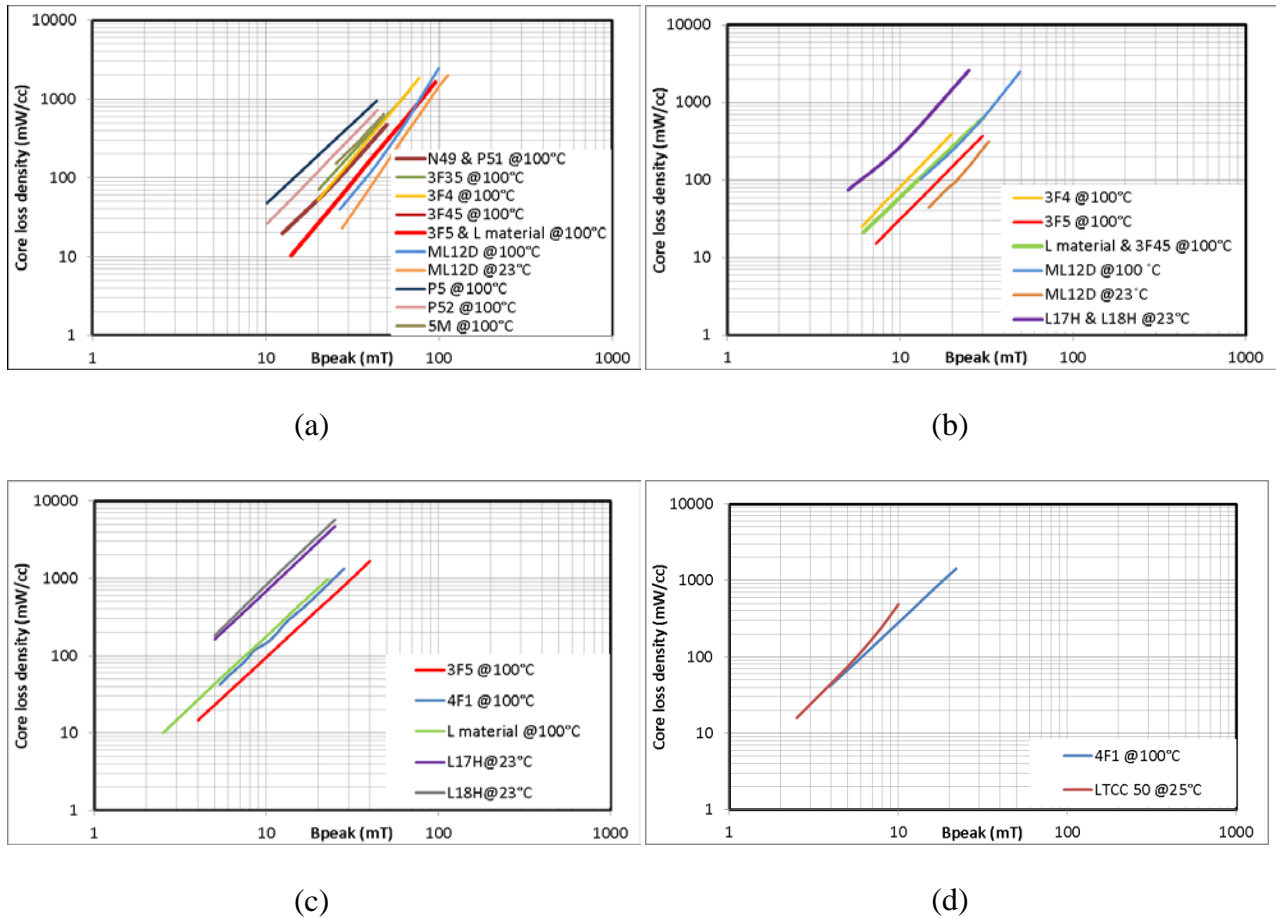 Core loss density (mW/cc)
10000
1000
100
10
1
1
10
100
1000
Bpeak (mT)
N49 & P51 @100°C
3F35 @100°C
3F4 @100°C
3F45 @100°C
3F5 & L material @100°C
ML12D @100°C
ML12D @23°C
P5 @100°C
P52 @100°C
5M @100°C
(a)
Core loss density (mW/cc)
10000
1000
100
10
1
1
10
100
1000
Bpeak (mT)
3F4 @100°C
3F5 @100°C
L material & 3F45 @100°C
ML12D @100 °C
ML12D @23°C
L17H & L18H @23°C
(b)
Core loss density (mW/cc)
10000
1000
100
10
1
1
10
100
1000
Bpeak (mT)
3F5 @100°C
4F1 @100°C
L material @100°C
L17H@23°C
L18H@23°C
(c)
Core loss density (mW/cc)
10000
1000
100
10
1
1
10
100
1000
Bpeak (mT)
4F1 @100°C
LTCC 50 @25°C
(d)